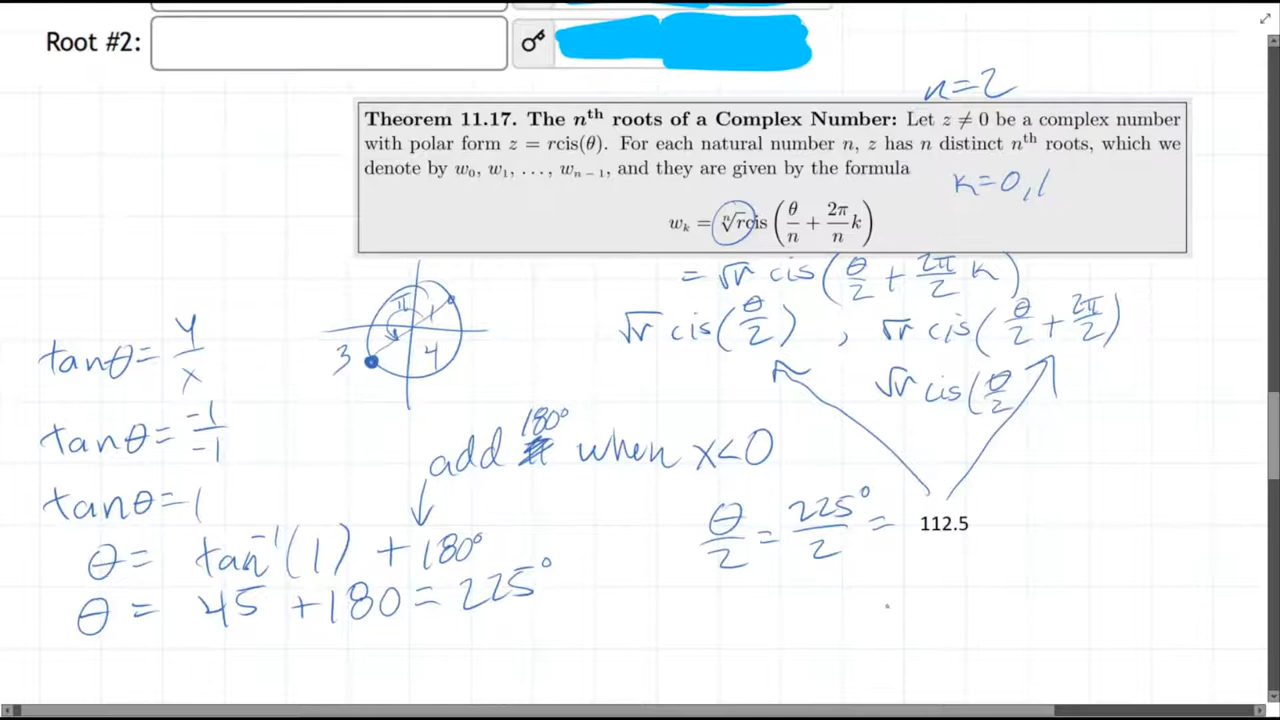 Root #2:
n=2
Theorem 11.17. The nth roots of a Complex Number: Let z ≠ 0 be a complex number
with polar form z = rcis(θ). For each natural number n, z has n distinct nth roots, which we
denote by w₀, w₁, . . . , wₙ₋₁, and they are given by the formula
k=0,1
wₖ = ⁿ√r cis(θ/n + 2π/n k)
= √r cis(θ/2 + 2π/2 k)
√r cis(θ/2) , √r cis(θ/2 + 2π/2)
√r cis(θ/2
π 1
3 4
tanθ = y/x
tanθ = -1/-1
tanθ = 1
add 180° when x<0
θ = tan⁻¹(1) + 180°
θ = 45 + 180 = 225°
θ/2 = 225°/2 = 112.5